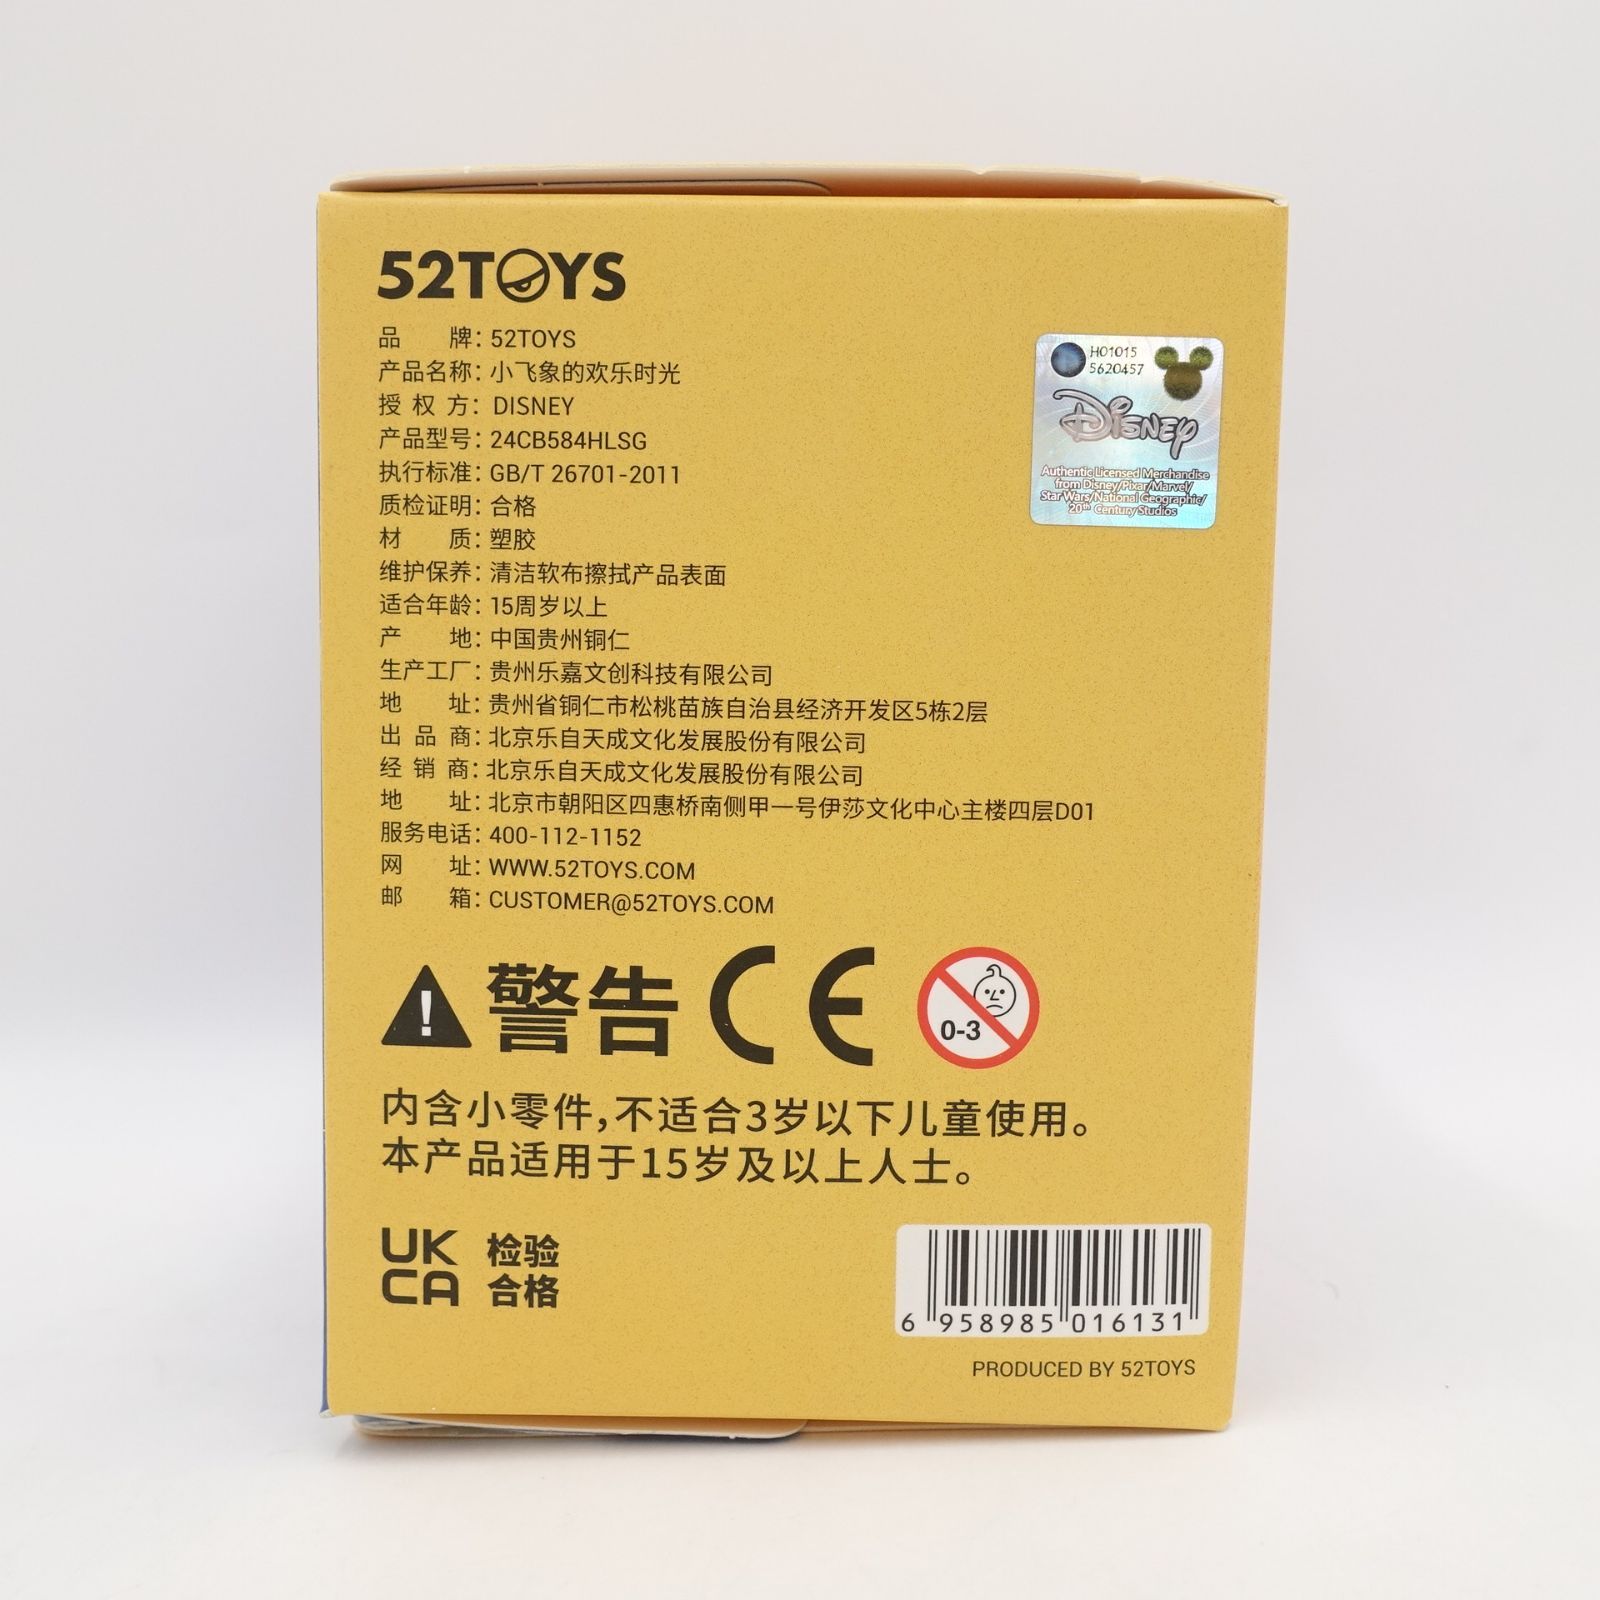 52TOYS
品 牌：52TOYS
产品名称：小飞象的欢乐时光
授 权 方：DISNEY
产品型号：24CB584HLSG
执行标准：GB/T 26701-2011
质检证明：合格
材 质：塑胶
维护保养：清洁软布擦拭产品表面
适合年龄：15周岁以上
产 地：中国贵州铜仁
生产工厂：贵州乐嘉文创科技有限公司
地 址：贵州省铜仁市松桃苗族自治县经济开发区5栋2层
出 品 商：北京乐自天成文化发展股份有限公司
经 销 商：北京乐自天成文化发展股份有限公司
地 址：北京市朝阳区四惠桥南侧甲一号伊莎文化中心主楼四层D01
服务电话：400-112-1152
网 址：WWW.52TOYS.COM
邮 箱：CUSTOMER@52TOYS.COM
H01015
5620457
Disney
Authentic Licensed Merchandise
from Disney/Pixar/Marvel/
Star Wars/National Geographic/
20th Century Studios
警告 CE
0-3
内含小零件,不适合3岁以下儿童使用。
本产品适用于15岁及以上人士。
UK
CA
检验
合格
6 958985 016131
PRODUCED BY 52TOYS